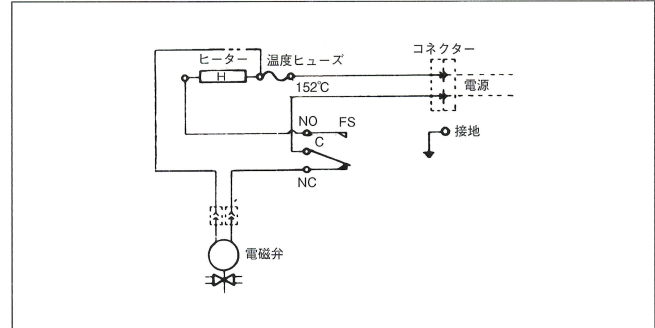 コネクター
ヒーター 温度ヒューズ
H
152℃
電源
NO FS
C
接地
NC
電磁弁